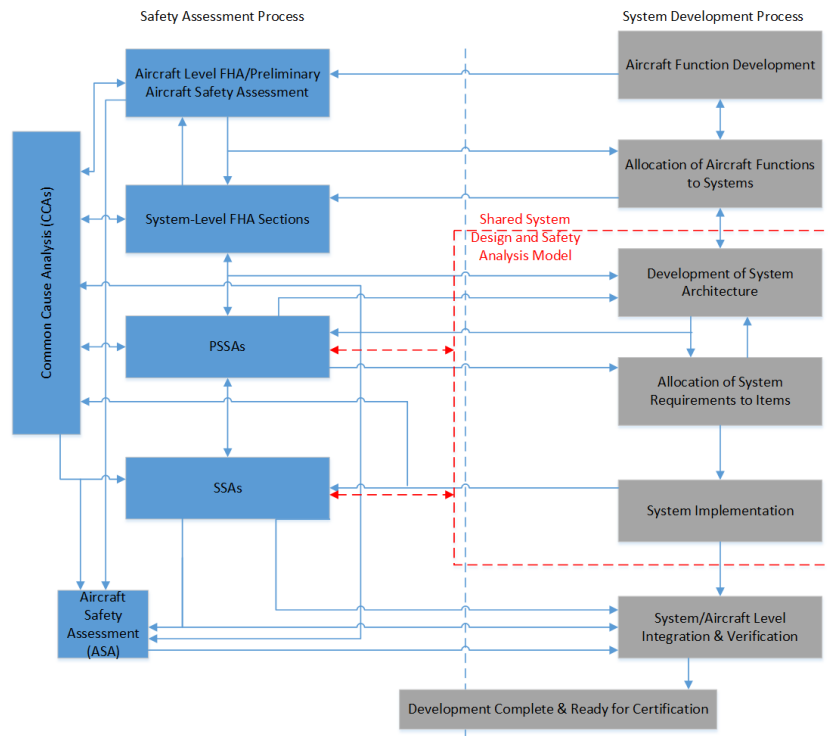 Safety Assessment Process
System Development Process
Aircraft Level FHA/Preliminary
Aircraft Safety Assessment
Aircraft Function Development
Common Cause Analysis (CCAs)
System-Level FHA Sections
Allocation of Aircraft Functions
to Systems
Shared System
Design and Safety
Analysis Model
Development of System
Architecture
PSSAs
Allocation of System
Requirements to Items
SSAs
System Implementation
Aircraft
Safety
Assessment
(ASA)
System/Aircraft Level
Integration & Verification
Development Complete & Ready for Certification